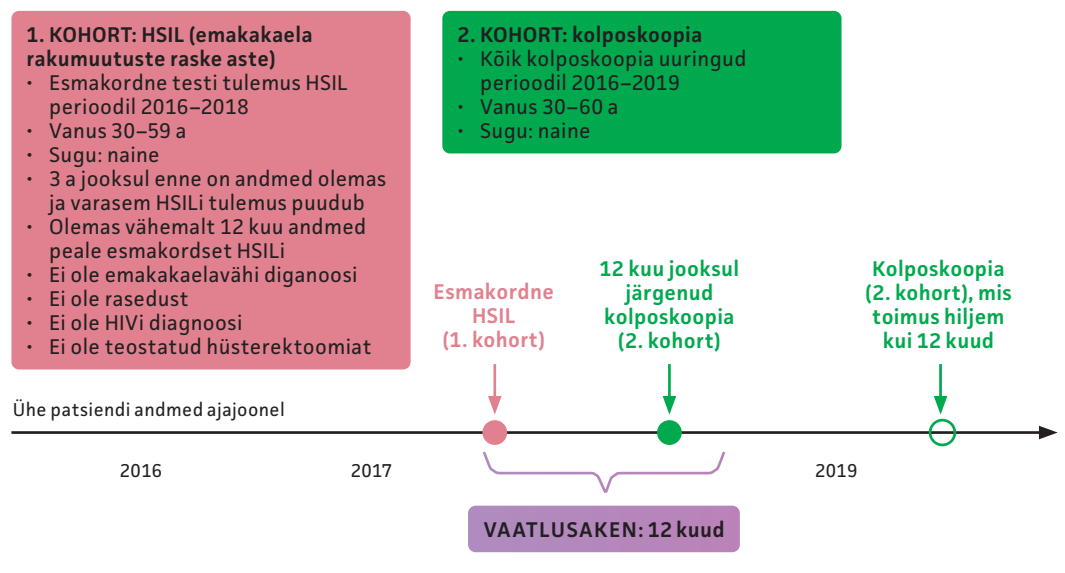 1. KOHORT: HSIL (emakakaela
rakumuutuste raske aste)
• Esmakordne testi tulemus HSIL
perioodil 2016–2018
• Vanus 30–59 a
• Sugu: naine
• 3 a jooksul enne on andmed olemas
ja varasem HSILi tulemus puudub
• Olemas vähemalt 12 kuu andmed
peale esmakordset HSILi
• Ei ole emakakaelavähi diganoosi
• Ei ole rasedust
• Ei ole HIVi diagnoosi
• Ei ole teostatud hüsterektoomiat
2. KOHORT: kolposkoopia
• Kõik kolposkoopia uuringud
perioodil 2016–2019
• Vanus 30–60 a
• Sugu: naine
Esmakordne
HSIL
(1. kohort)
12 kuu jooksul
järgenud
kolposkoopia
(2. kohort)
Kolposkoopia
(2. kohort), mis
toimus hiljem
kui 12 kuud
Ühe patsiendi andmed ajajoonel
2016
2017
2019
VAATLUSAKEN: 12 kuud